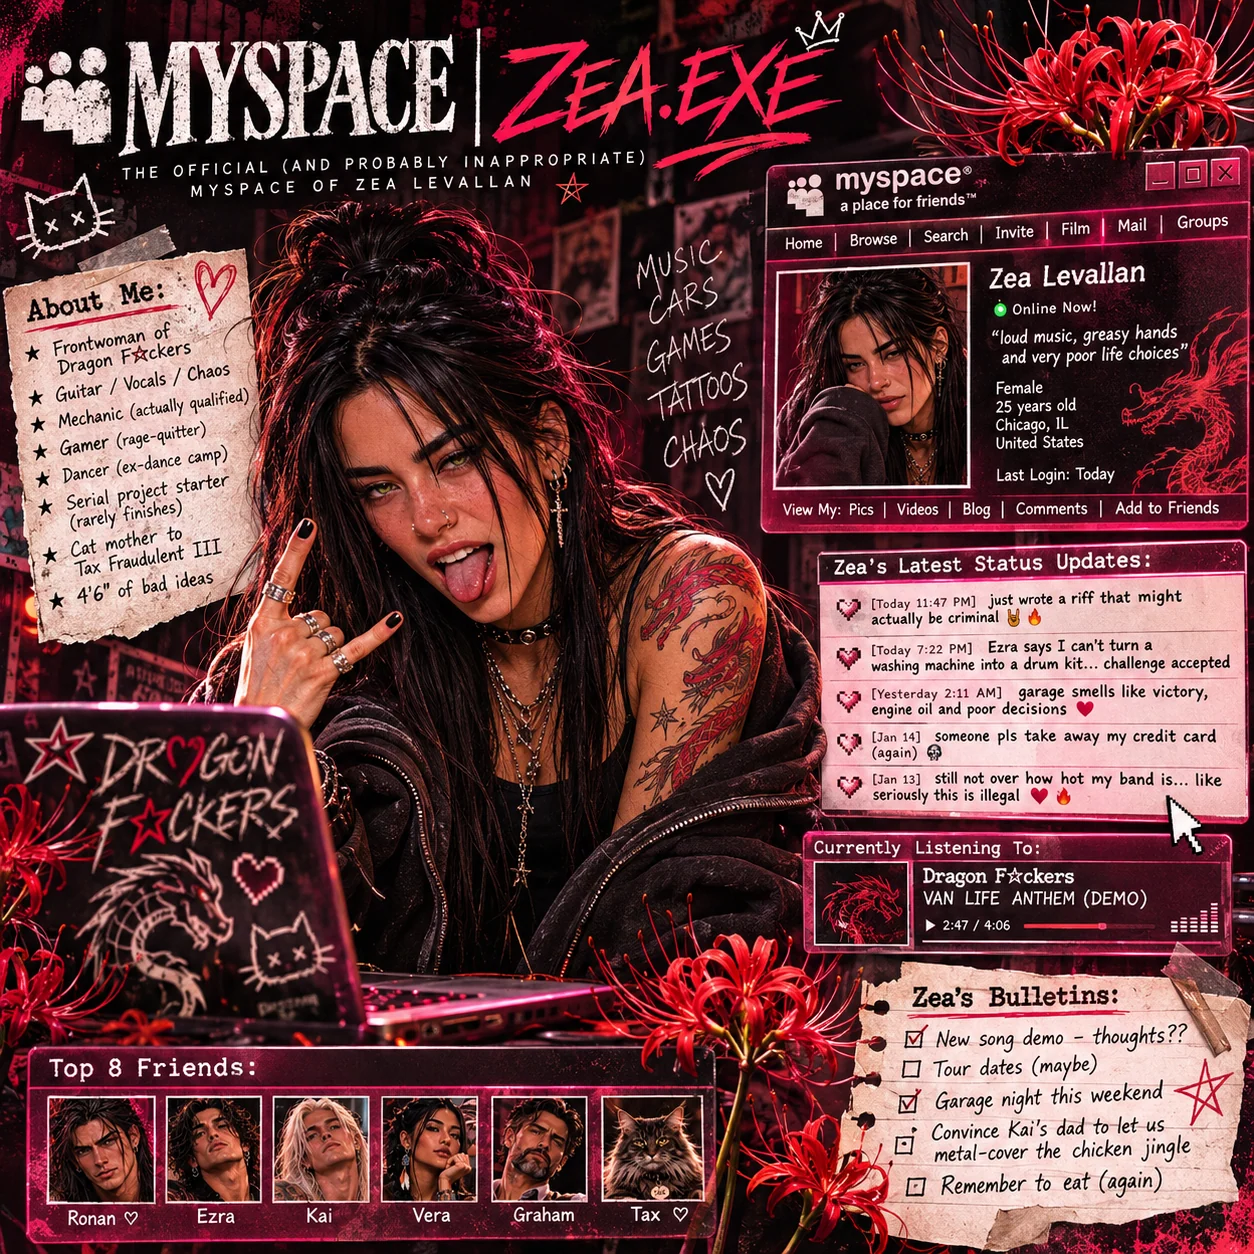 MYSPACE | ZEA.EXE
THE OFFICIAL (AND PROBABLY INAPPROPRIATE)
MYSPACE OF ZEA LEVALLAN
About Me:
★ Frontwoman of
Dragon F☆ckers
★ Guitar / Vocals / Chaos
★ Mechanic (actually qualified)
★ Gamer (rage-quitter)
★ Dancer (ex-dance camp)
★ Serial project starter
(rarely finishes)
★ Cat mother to
Tax Fraudulent III
★ 4'6" of bad ideas
MUSIC
CARS
GAMES
TATTOOS
CHAOS
♡
myspace®
a place for friends™
Home | Browse | Search | Invite | Film | Mail | Groups
Zea Levallan
Online Now!
“loud music, greasy hands
and very poor life choices”
Female
25 years old
Chicago, IL
United States
Last Login: Today
View My: Pics | Videos | Blog | Comments | Add to Friends
Zea's Latest Status Updates:
[Today 11:47 PM] just wrote a riff that might
actually be criminal 🤘🔥
[Today 7:22 PM] Ezra says I can't turn a
washing machine into a drum kit... challenge accepted
[Yesterday 2:11 AM] garage smells like victory,
engine oil and poor decisions ❤️
[Jan 14] someone pls take away my credit card
(again) 💀
[Jan 13] still not over how hot my band is... like
seriously this is illegal ❤️🔥
Currently Listening To:
Dragon F☆ckers
VAN LIFE ANTHEM (DEMO)
▶ 2:47 / 4:06
DR♡GON
F★CKERS
Zea's Bulletins:
☑ New song demo – thoughts??
☐ Tour dates (maybe)
☑ Garage night this weekend
☐ Convince Kai's dad to let us
metal-cover the chicken jingle
☐ Remember to eat (again)
Top 8 Friends:
Ronan ♡
Ezra
Kai
Vera
Graham
Tax ♡